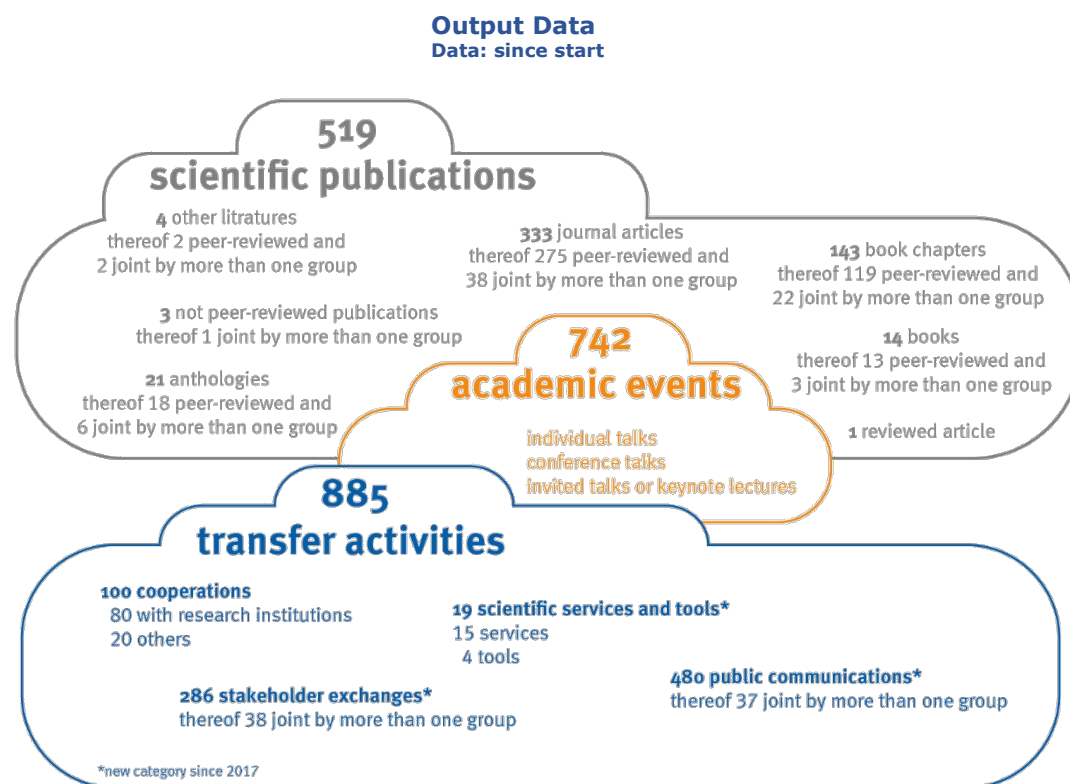 Output Data
Data: since start
519
scientific publications
4 other litratures
thereof 2 peer-reviewed and
2 joint by more than one group
333 journal articles
thereof 275 peer-reviewed and
38 joint by more than one group
143 book chapters
thereof 119 peer-reviewed and
22 joint by more than one group
3 not peer-reviewed publications
thereof 1 joint by more than one group
14 books
thereof 13 peer-reviewed and
3 joint by more than one group
21 anthologies
thereof 18 peer-reviewed and
6 joint by more than one group
1 reviewed article
742
academic events
individual talks
conference talks
invited talks or keynote lectures
885
transfer activities
100 cooperations
80 with research institutions
20 others
19 scientific services and tools*
15 services
4 tools
286 stakeholder exchanges*
thereof 38 joint by more than one group
480 public communications*
thereof 37 joint by more than one group
*new category since 2017